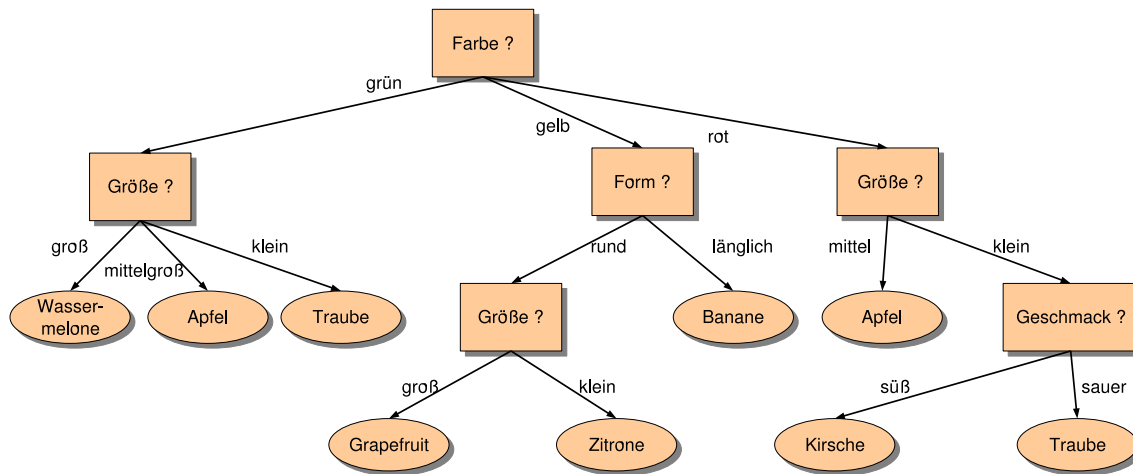 Farbe ?
grün
gelb
rot
Größe ?
Form ?
Größe ?
groß
mittelgroß
klein
rund
länglich
mittel
klein
Wasser-
melone
Apfel
Traube
Größe ?
Banane
Apfel
Geschmack ?
groß
klein
süß
sauer
Grapefruit
Zitrone
Kirsche
Traube